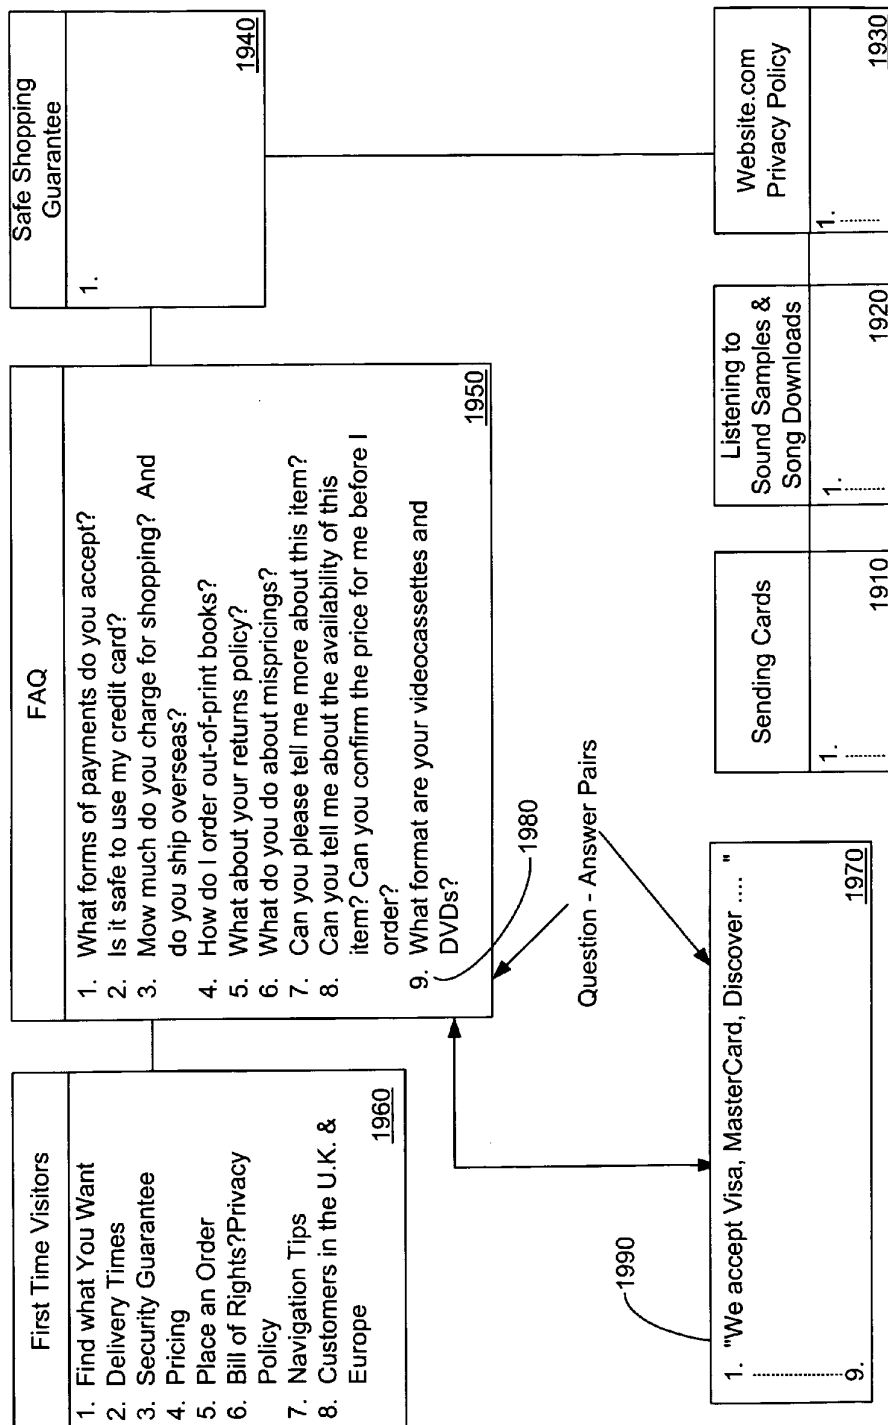 First Time Visitors
1. Find what You Want
2. Delivery Times
3. Security Guarantee
4. Pricing
5. Place an Order
6. Bill of Rights?Privacy
Policy
7. Navigation Tips
8. Customers in the U.K. &
Europe
1960
FAQ
1. What forms of payments do you accept?
2. Is it safe to use my credit card?
3. Mow much do you charge for shopping? And
do you ship overseas?
4. How do I order out-of-print books?
5. What about your returns policy?
6. What do you do about mispricings?
7. Can you please tell me more about this item?
8. Can you tell me about the availability of this
item? Can you confirm the price for me before I
order?
9. What format are your videocassettes and
DVDs?
1950
Safe Shopping
Guarantee
1.
1940
1980
Question - Answer Pairs
1990
1. "We accept Visa, MasterCard, Discover .... "
9.
1970
Sending Cards
1. ........
1910
Listening to
Sound Samples &
Song Downloads
1. ........
1920
Website.com
Privacy Policy
1. ........
1930